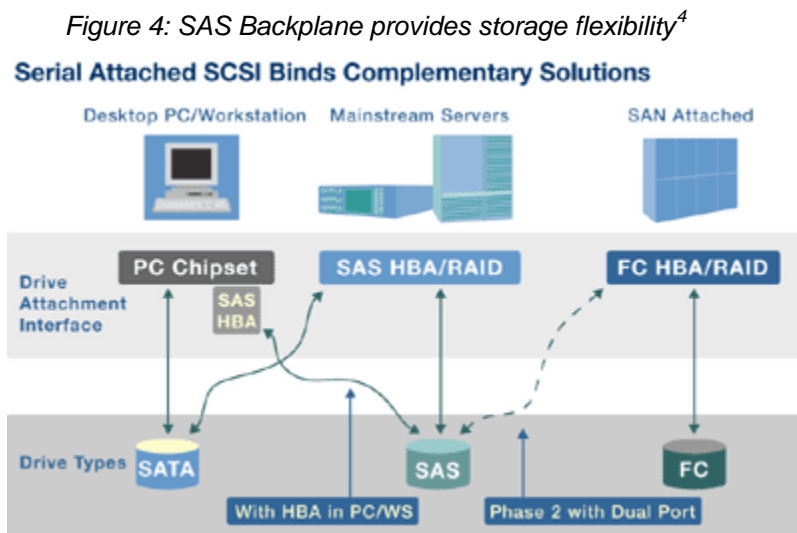 Figure 4: SAS Backplane provides storage flexibility4
Serial Attached SCSI Binds Complementary Solutions
Desktop PC/Workstation Mainstream Servers SAN Attached
Drive
Attachment
Interface
PC Chipset
SAS
HBA
SAS HBA/RAID
FC HBA/RAID
Drive Types
SATA
SAS
FC
With HBA in PC/WS
Phase 2 with Dual Port